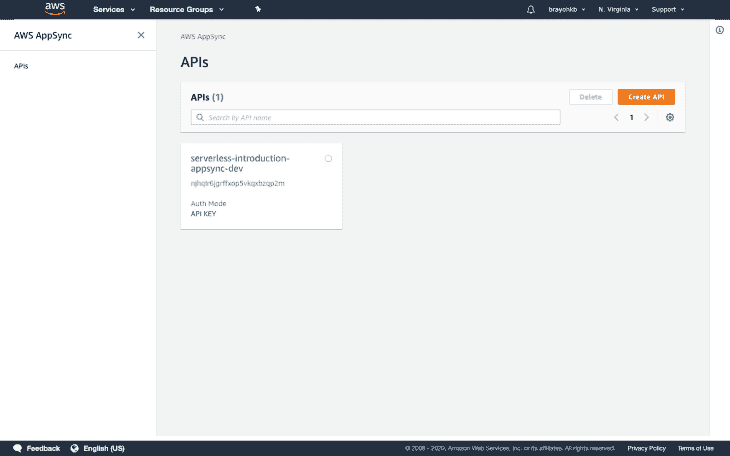 aws Services Resource Groups brayohkb N. Virginia Support
AWS AppSync
APIs
AWS AppSync
APIs
APIs (1)
Delete Create API
Search by API name
1
serverless-introduction-
appsync-dev
Auth Mode
API KEY
Feedback English (US) © 2008 - 2020, Amazon Web Services, Inc. or its affiliates. All rights reserved. Privacy Policy Terms of Use